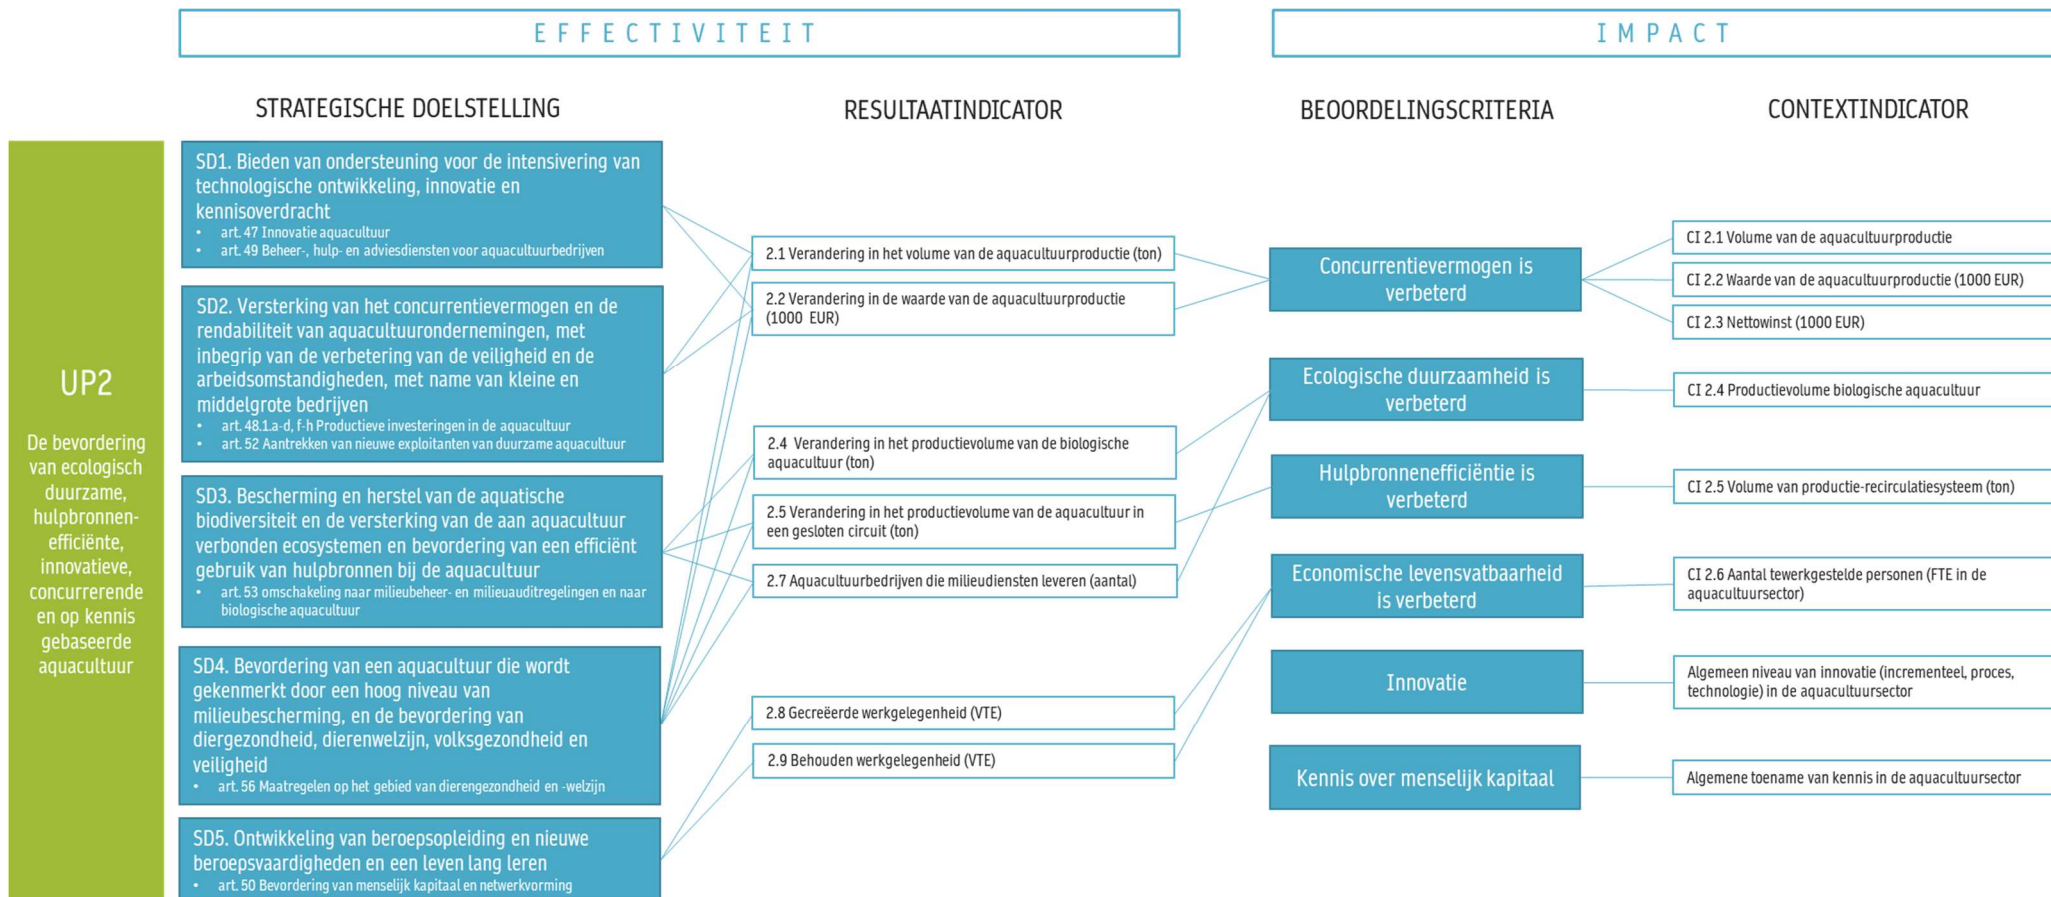 EFFECTIVITEIT
IMPACT
STRATEGISCHE DOELSTELLING
RESULTAATINDICATOR
BEOORDELINGSCRITERIA
CONTEXTINDICATOR
UP2
De bevordering
van ecologisch
duurzame,
hulpbronnen-
efficiënte,
innovatieve,
concurrerende
en op kennis
gebaseerde
aquacultuur
SD1. Bieden van ondersteuning voor de intensivering van
technologische ontwikkeling, innovatie en
kennisoverdracht
• art. 47 Innovatie aquacultuur
• art. 49 Beheer-, hulp- en adviesdiensten voor aquacultuurbedrijven
SD2. Versterking van het concurrentievermogen en de
rendabiliteit van aquacultuurondernemingen, met
inbegrip van de verbetering van de veiligheid en de
arbeidsomstandigheden, met name van kleine en
middelgrote bedrijven
• art. 48.1.a-d, f-h Productieve investeringen in de aquacultuur
• art. 52 Aantrekken van nieuwe exploitanten van duurzame aquacultuur
SD3. Bescherming en herstel van de aquatische
biodiversiteit en de versterking van de aan aquacultuur
verbonden ecosystemen en bevordering van een efficiënt
gebruik van hulpbronnen bij de aquacultuur
• art. 53 omschakeling naar milieubeheer- en milieuauditregelingen en naar
biologische aquacultuur
SD4. Bevordering van een aquacultuur die wordt
gekenmerkt door een hoog niveau van
milieubescherming, en de bevordering van
diergezondheid, dierenwelzijn, volksgezondheid en
veiligheid
• art. 56 Maatregelen op het gebied van dierengezondheid en -welzijn
SD5. Ontwikkeling van beroepsopleiding en nieuwe
beroepsvaardigheden en een leven lang leren
• art. 50 Bevordering van menselijk kapitaal en netwerkvorming
2.1 Verandering in het volume van de aquacultuurproductie (ton)
2.2 Verandering in de waarde van de aquacultuurproductie
(1000 EUR)
2.4 Verandering in het productievolume van de biologische
aquacultuur (ton)
2.5 Verandering in het productievolume van de aquacultuur in
een gesloten circuit (ton)
2.7 Aquacultuurbedrijven die milieudiensten leveren (aantal)
2.8 Gecreëerde werkgelegenheid (VTE)
2.9 Behouden werkgelegenheid (VTE)
Concurrentievermogen is
verbeterd
Ecologische duurzaamheid is
verbeterd
Hulpbronnenefficiëntie is
verbeterd
Economische levensvatbaarheid
is verbeterd
Innovatie
Kennis over menselijk kapitaal
CI 2.1 Volume van de aquacultuurproductie
CI 2.2 Waarde van de aquacultuurproductie (1000 EUR)
CI 2.3 Nettowinst (1000 EUR)
CI 2.4 Productievolume biologische aquacultuur
CI 2.5 Volume van productie-recirculatiesysteem (ton)
CI 2.6 Aantal tewerkgestelde personen (FTE in de
aquacultuursector)
Algemeen niveau van innovatie (incrementeel, proces,
technologie) in de aquacultuursector
Algemene toename van kennis in de aquacultuursector